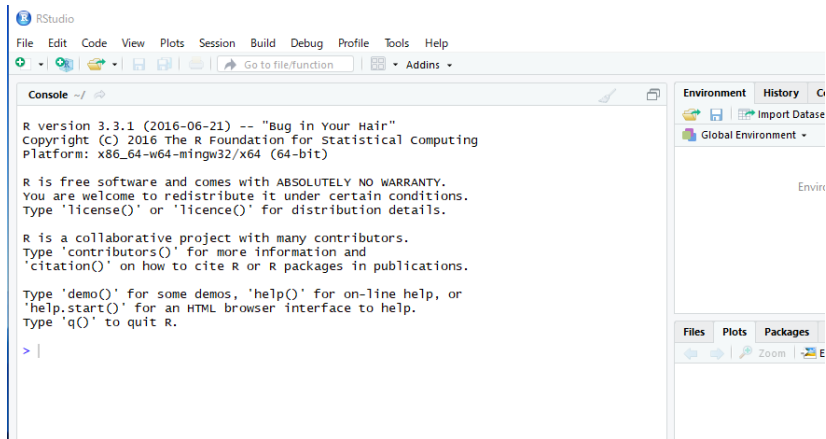 RStudio
File Edit Code View Plots Session Build Debug Profile Tools Help
Go to file/function Addins
Console ~/
R version 3.3.1 (2016-06-21) -- "Bug in Your Hair"
Copyright (C) 2016 The R Foundation for Statistical Computing
Platform: x86_64-w64-mingw32/x64 (64-bit)
R is free software and comes with ABSOLUTELY NO WARRANTY.
You are welcome to redistribute it under certain conditions.
Type 'license()' or 'licence()' for distribution details.
R is a collaborative project with many contributors.
Type 'contributors()' for more information and
'citation()' on how to cite R or R packages in publications.
Type 'demo()' for some demos, 'help()' for on-line help, or
'help.start()' for an HTML browser interface to help.
Type 'q()' to quit R.
>
Environment History
Import Datase
Global Environment
Files Plots Packages
Zoom